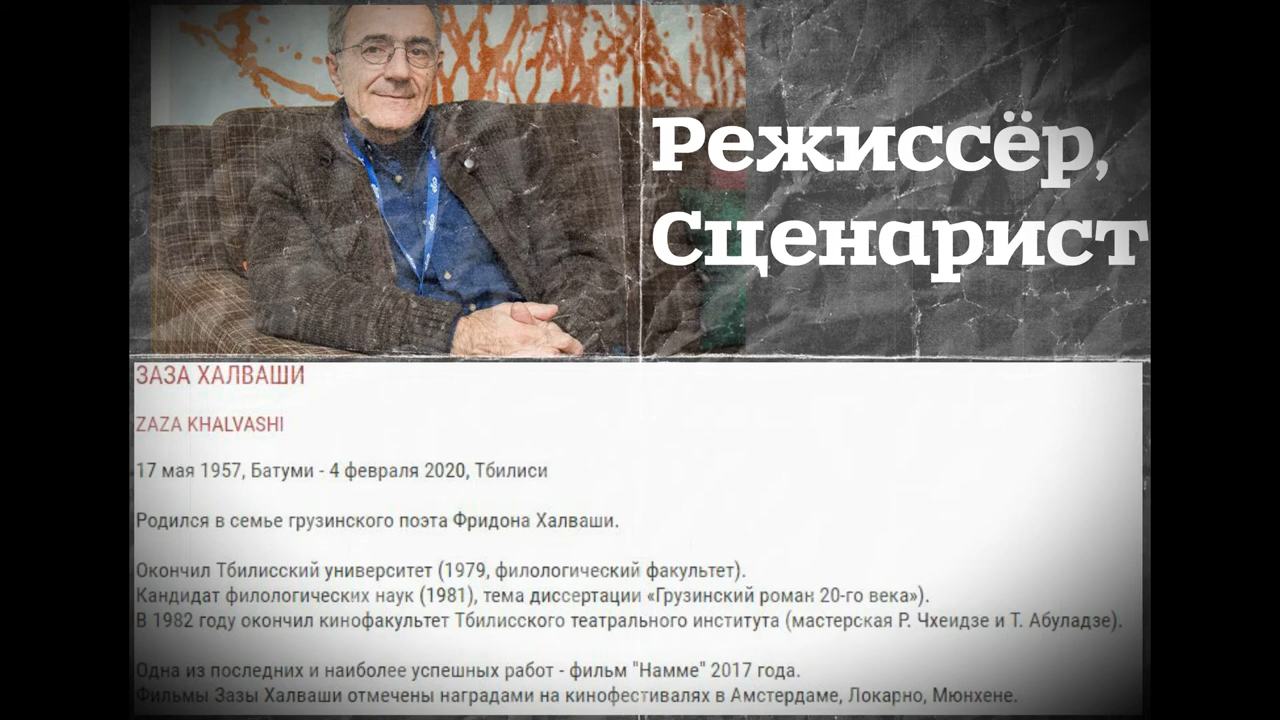 Режиссёр,
Сценарист
ЗАЗА ХАЛВАШИ
ZAZA KHALVASHI
17 мая 1957, Батуми - 4 февраля 2020, Тбилиси
Родился в семье грузинского поэта Фридона Халваши.
Окончил Тбилисский университет (1979, филологический факультет).
Кандидат филологических наук (1981), тема диссертации «Грузинский роман 20-го века»).
В 1982 году окончил кинофакультет Тбилисского театрального института (мастерская Р. Чхеидзе и Т. Абуладзе).
Одна из последних и наиболее успешных работ - фильм "Намме" 2017 года.
Фильмы Зазы Халваши отмечены наградами на кинофестивалях в Амстердаме, Локарно, Мюнхене.